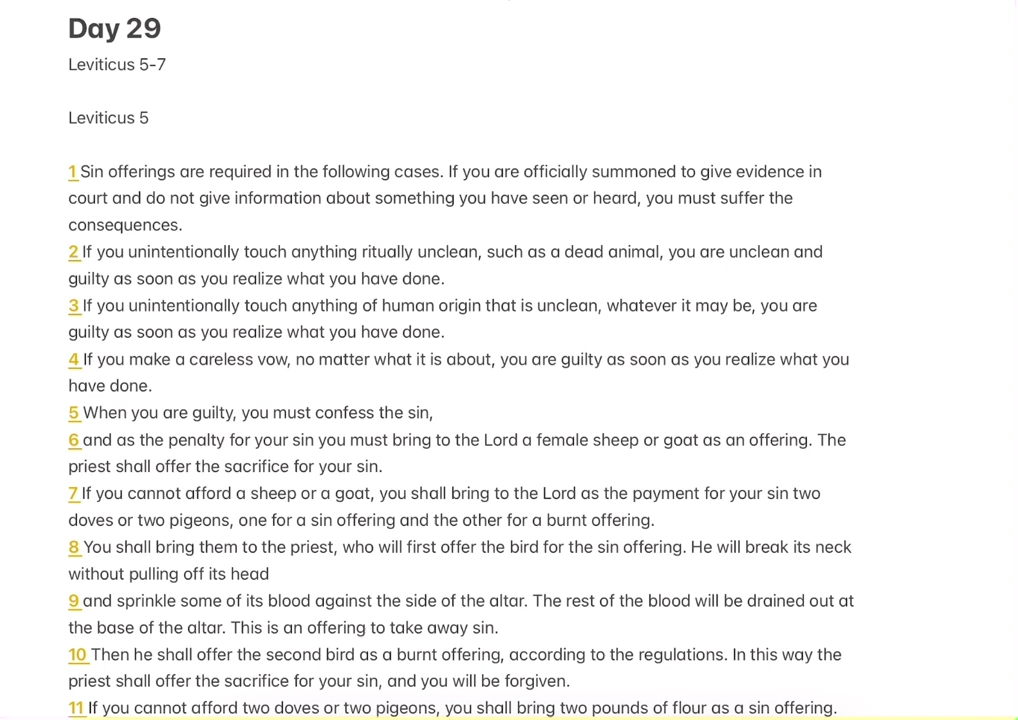 Day 29
Leviticus 5-7
Leviticus 5
1 Sin offerings are required in the following cases. If you are officially summoned to give evidence in
court and do not give information about something you have seen or heard, you must suffer the
consequences.
2 If you unintentionally touch anything ritually unclean, such as a dead animal, you are unclean and
guilty as soon as you realize what you have done.
3 If you unintentionally touch anything of human origin that is unclean, whatever it may be, you are
guilty as soon as you realize what you have done.
4 If you make a careless vow, no matter what it is about, you are guilty as soon as you realize what you
have done.
5 When you are guilty, you must confess the sin,
6 and as the penalty for your sin you must bring to the Lord a female sheep or goat as an offering. The
priest shall offer the sacrifice for your sin.
7 If you cannot afford a sheep or a goat, you shall bring to the Lord as the payment for your sin two
doves or two pigeons, one for a sin offering and the other for a burnt offering.
8 You shall bring them to the priest, who will first offer the bird for the sin offering. He will break its neck
without pulling off its head
9 and sprinkle some of its blood against the side of the altar. The rest of the blood will be drained out at
the base of the altar. This is an offering to take away sin.
10 Then he shall offer the second bird as a burnt offering, according to the regulations. In this way the
priest shall offer the sacrifice for your sin, and you will be forgiven.
11 If you cannot afford two doves or two pigeons, you shall bring two pounds of flour as a sin offering.